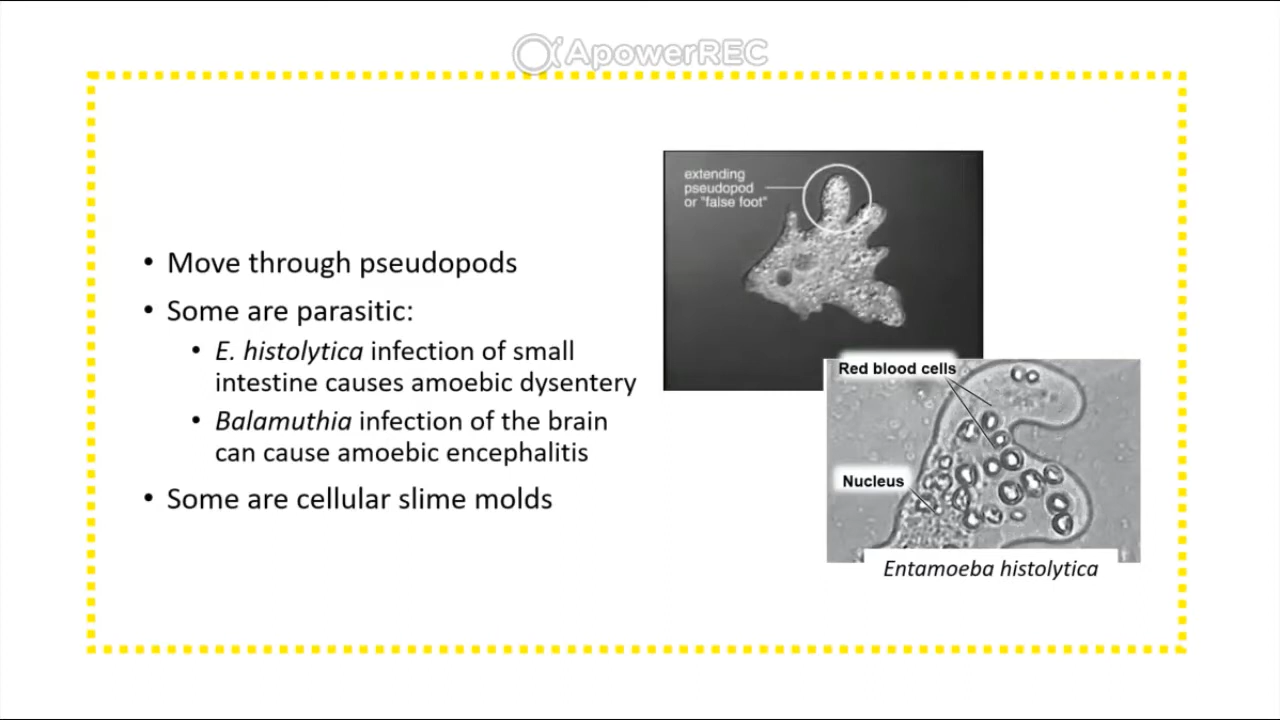 ApowerREC
• Move through pseudopods
• Some are parasitic:
• E. histolytica infection of small
intestine causes amoebic dysentery
• Balamuthia infection of the brain
can cause amoebic encephalitis
• Some are cellular slime molds
extending
pseudopod
or "false foot"
Red blood cells
Nucleus
Entamoeba histolytica